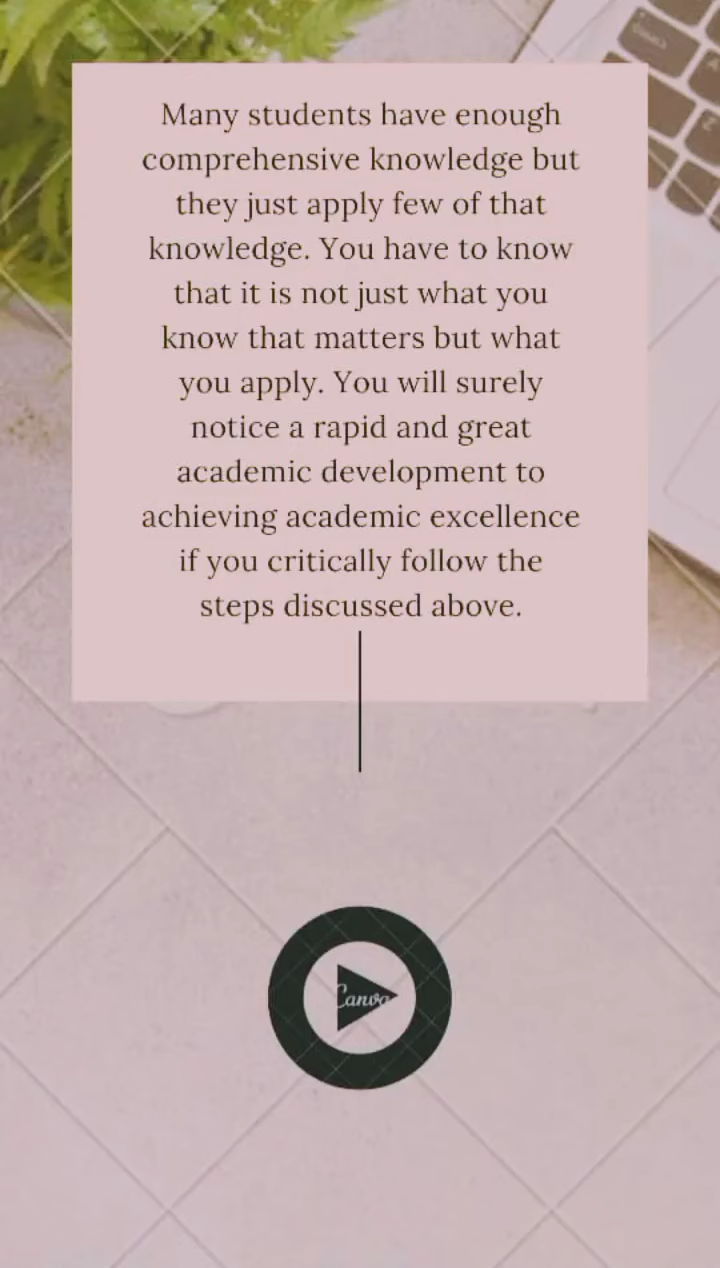 Many students have enough
comprehensive knowledge but
they just apply few of that
knowledge. You have to know
that it is not just what you
know that matters but what
you apply. You will surely
notice a rapid and great
academic development to
achieving academic excellence
if you critically follow the
steps discussed above.
Canva